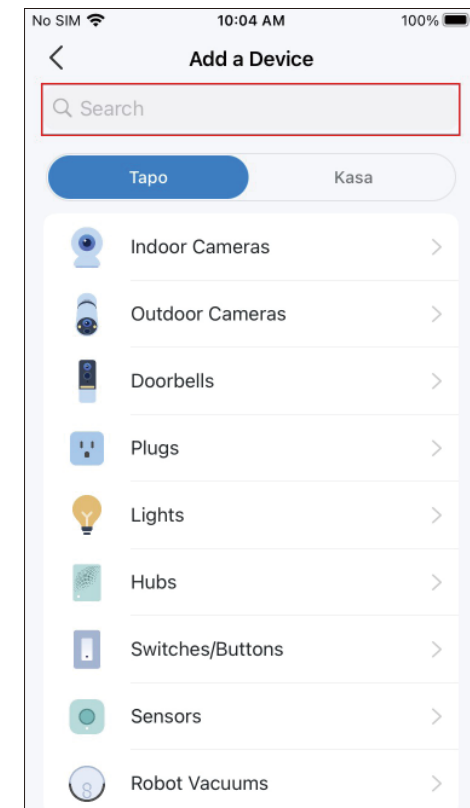 No SIM 10:04 AM 100%
Add a Device
Search
Tapo Kasa
Indoor Cameras
Outdoor Cameras
Doorbells
Plugs
Lights
Hubs
Switches/Buttons
Sensors
Robot Vacuums